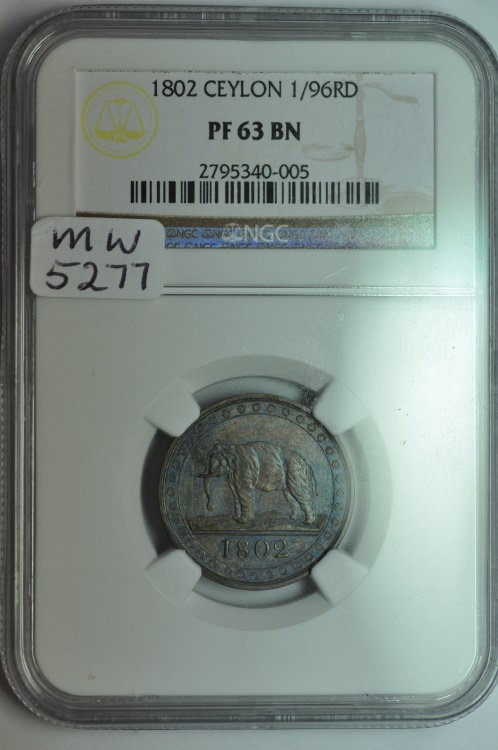 1802 CEYLON 1/96RD
PF 63 BN
2795340-005
NGC
MW
5277
1802